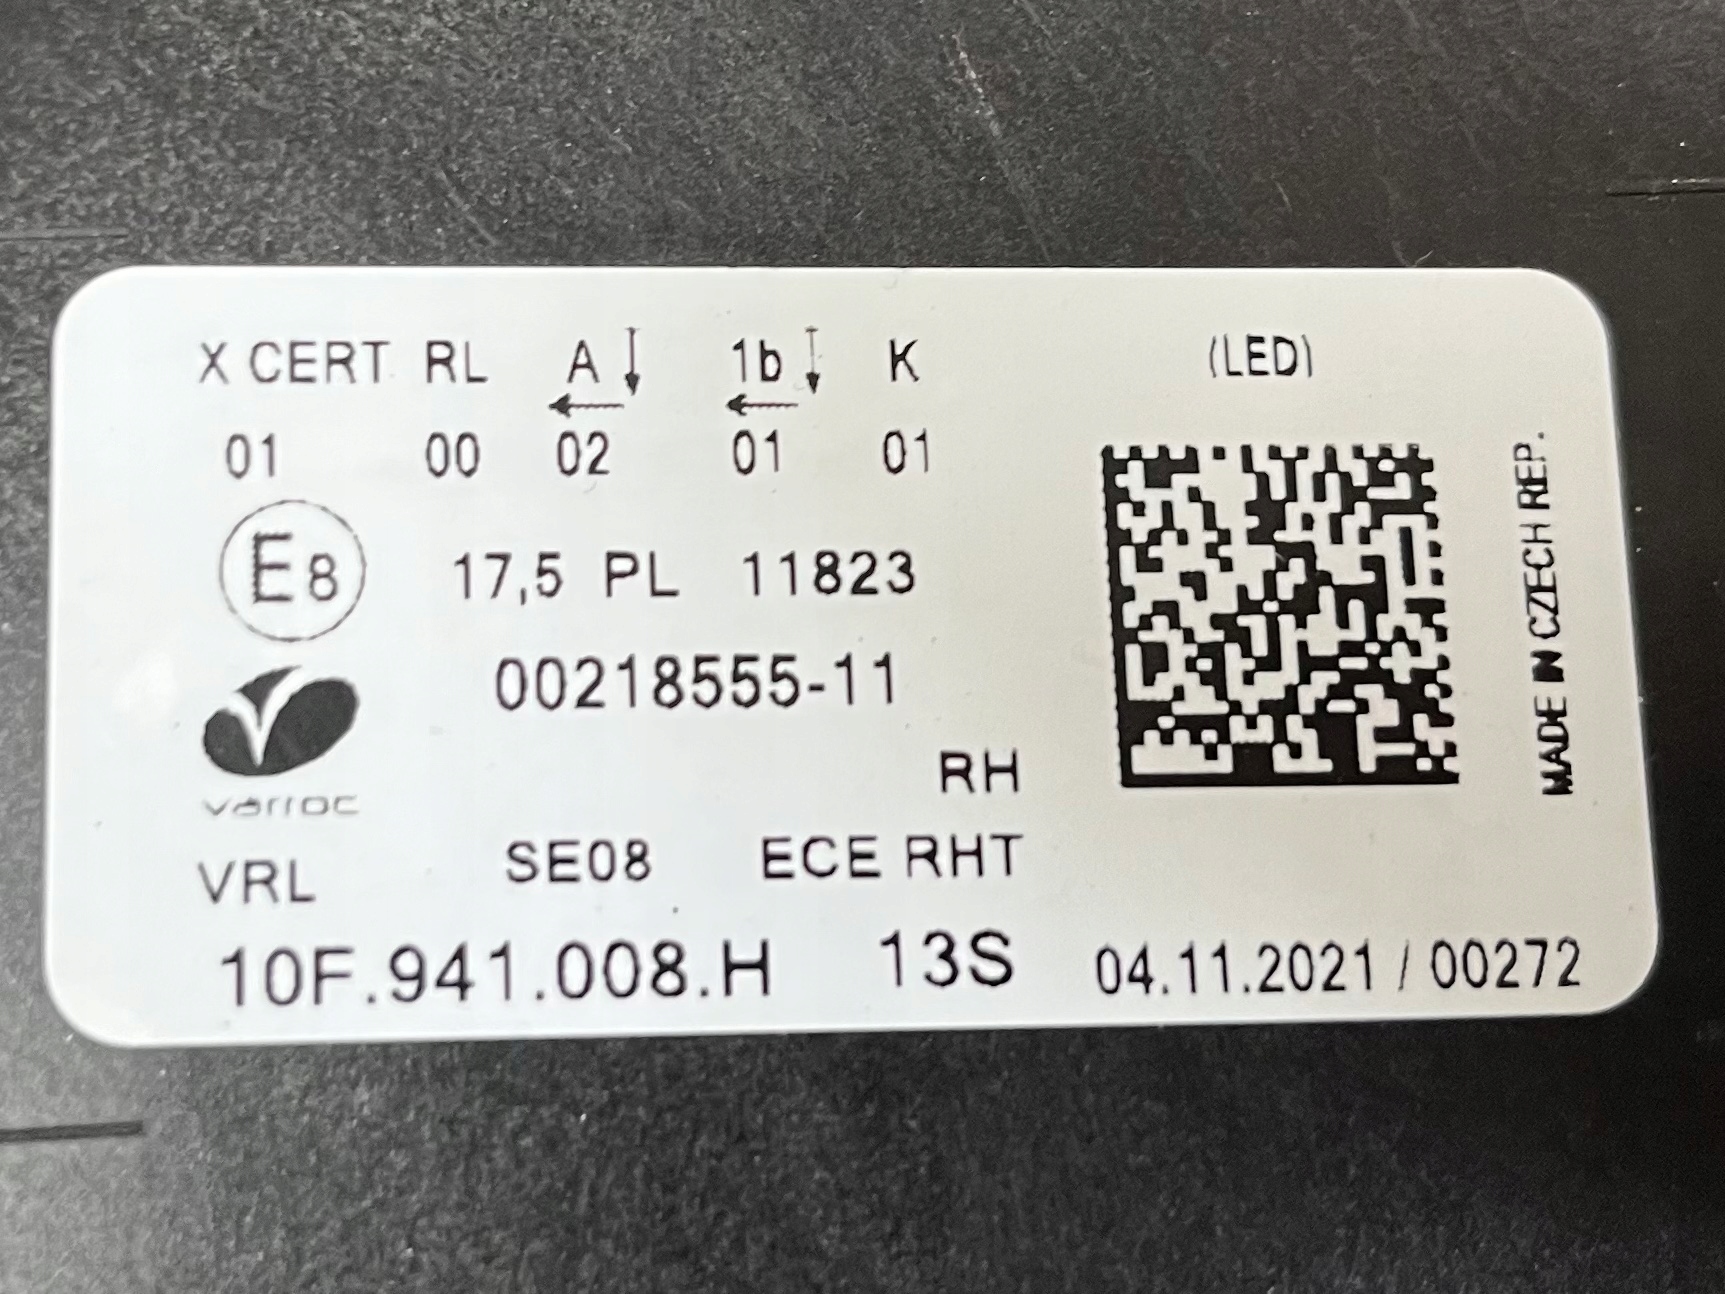 X CERT RL A 1b K (LED)
01 00 02 01 01
E8 17,5 PL 11823
00218555-11
varroc
RH
VRL SE08 ECE RHT
10F.941.008.H 13S 04.11.2021 / 00272
MADE IN CZECH REP.